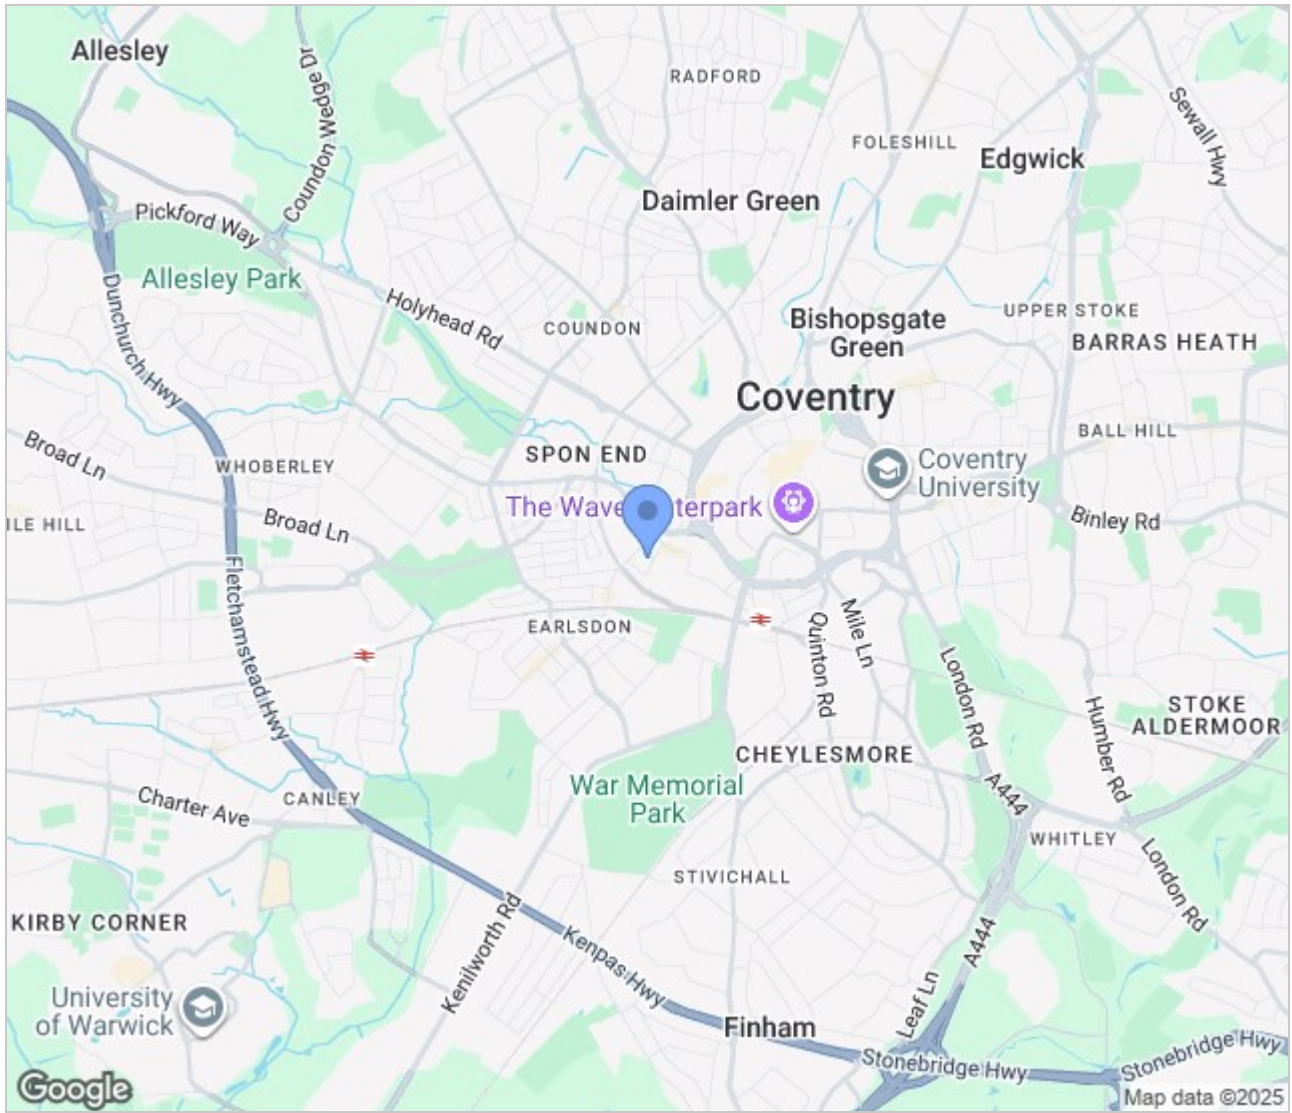 Allesley
Coundon Wedge Dr
RADFORD
Sewall Hwy
FOLESHILL
Edgwick
Daimler Green
Pickford Way
Allesley Park
Dunchurch Hwy
Holyhead Rd
COUNDON
Bishopsgate
Green
UPPER STOKE
BARRAS HEATH
Coventry
Broad Ln
WHOBERLEY
SPON END
BALL HILL
Coventry
University
The Wave
terpark
ILE HILL
Broad Ln
Binley Rd
Fletchamstead Hwy
EARLSDON
Quinton Rd
Mile Ln
London Rd
Humber Rd
STOKE
ALDERMOOR
CHEYLESMORE
War Memorial
Park
Charter Ave
CANLEY
A444
WHITLEY
London Rd
STIVICHALL
KIRBY CORNER
Kenilworth Rd
Kenpas Hwy
A444
Leaf Ln
University
of Warwick
Finham
Stonebridge Hwy
Stonebridge Hwy
Google
Map data ©2025